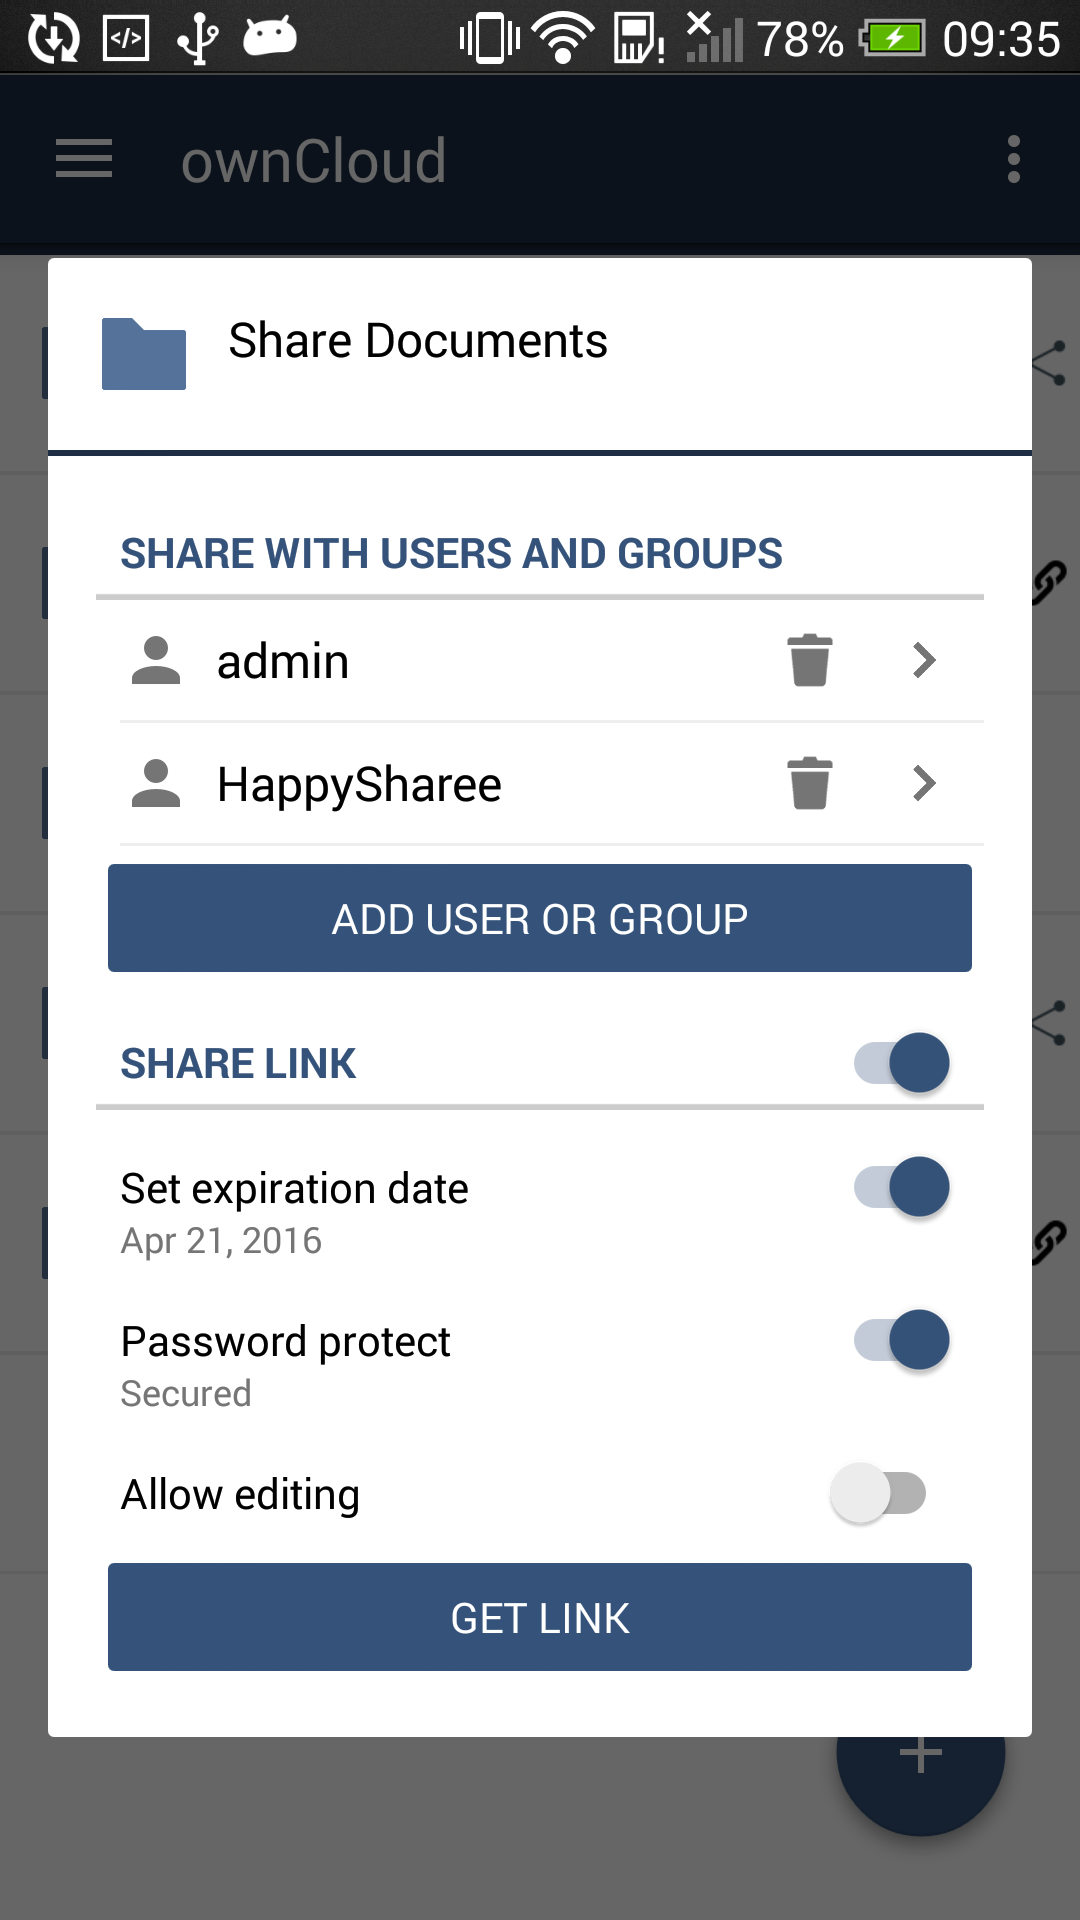 78% 09:35
ownCloud
Share Documents
SHARE WITH USERS AND GROUPS
admin
HappySharee
ADD USER OR GROUP
SHARE LINK
Set expiration date
Apr 21, 2016
Password protect
Secured
Allow editing
GET LINK